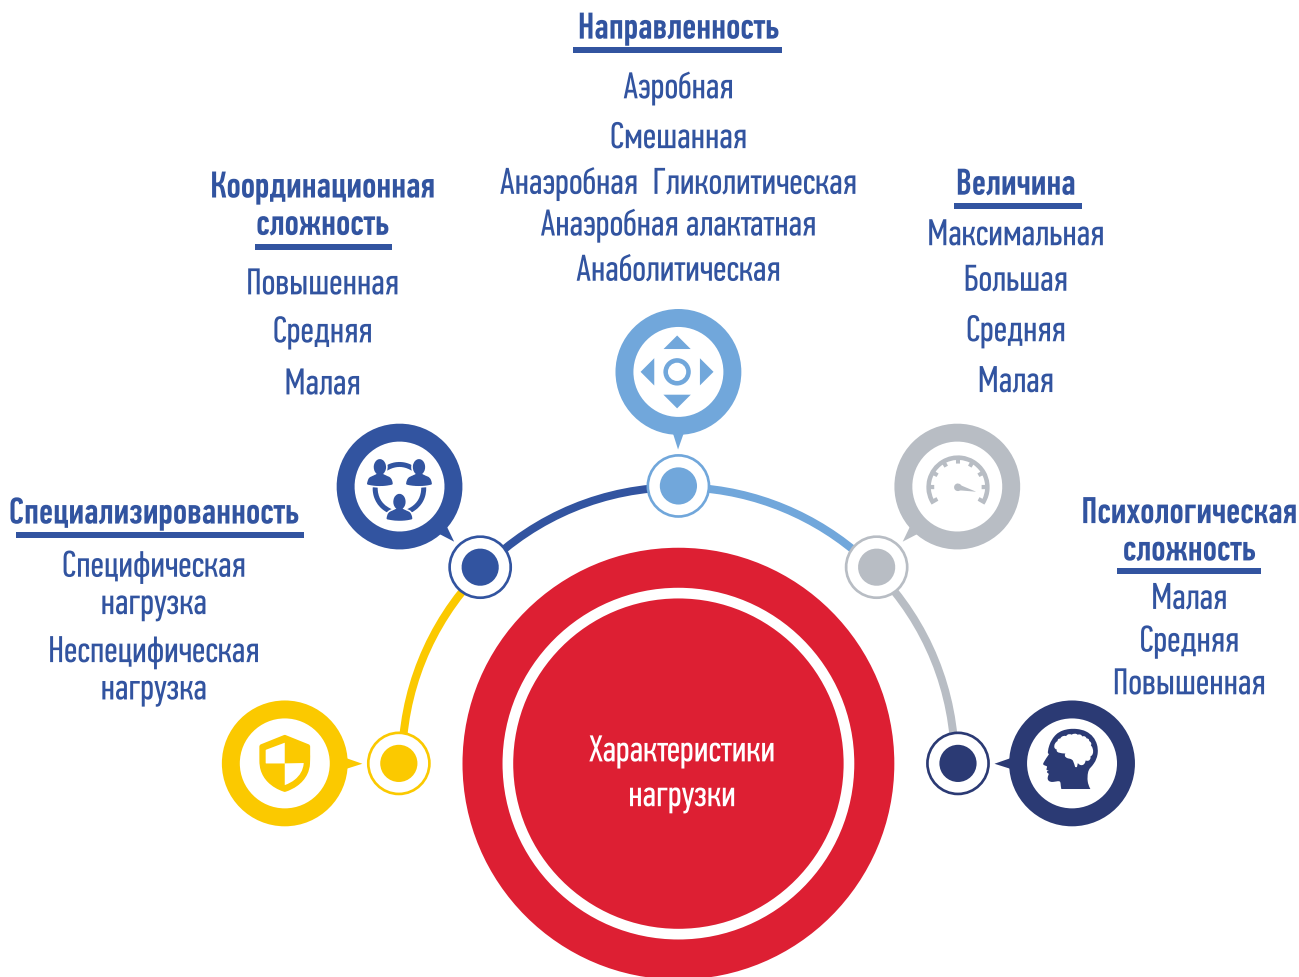 Направленность
Аэробная
Смешанная
Анаэробная Гликолитическая
Анаэробная алактатная
Анаболитическая
Координационная
сложность
Повышенная
Средняя
Малая
Величина
Максимальная
Большая
Средняя
Малая
Специализированность
Специфическая
нагрузка
Неспецифическая
нагрузка
Психологическая
сложность
Малая
Средняя
Повышенная
Характеристики
нагрузки